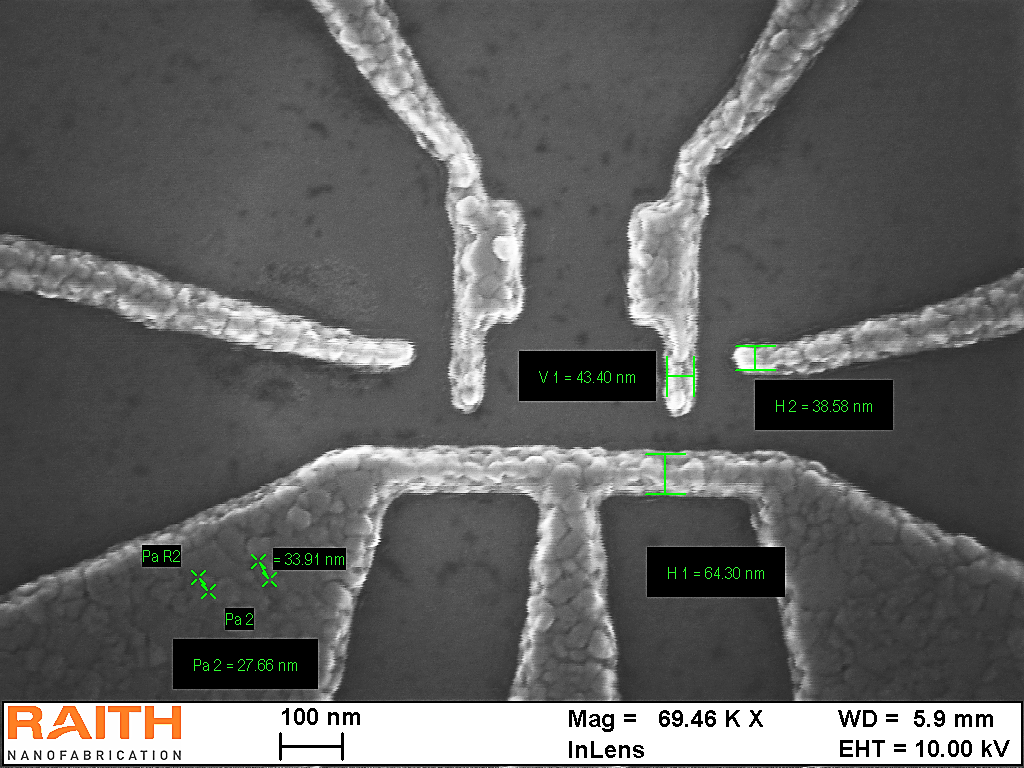 V 1 = 43.40 nm
H 2 = 38.58 nm
Pa R2
= 33.91 nm
H 1 = 64.30 nm
Pa 2
Pa 2 = 27.66 nm
RAITH
NANOFABRICATION
100 nm
Mag = 69.46 K X
InLens
WD = 5.9 mm
EHT = 10.00 kV